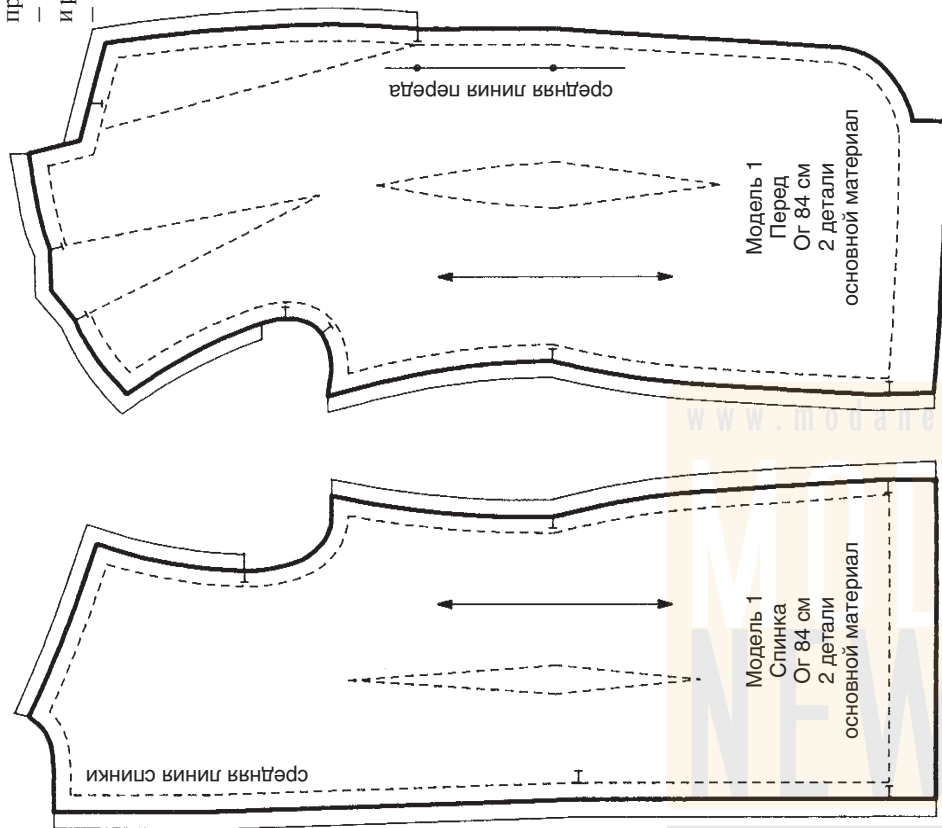 средняя линия переда
Модель 1
Перед
Ог 84 см
2 детали
основной материал
www.modane
средняя линия спинки
Модель 1
Спинка
Ог 84 см
2 детали
основной материал
NEW